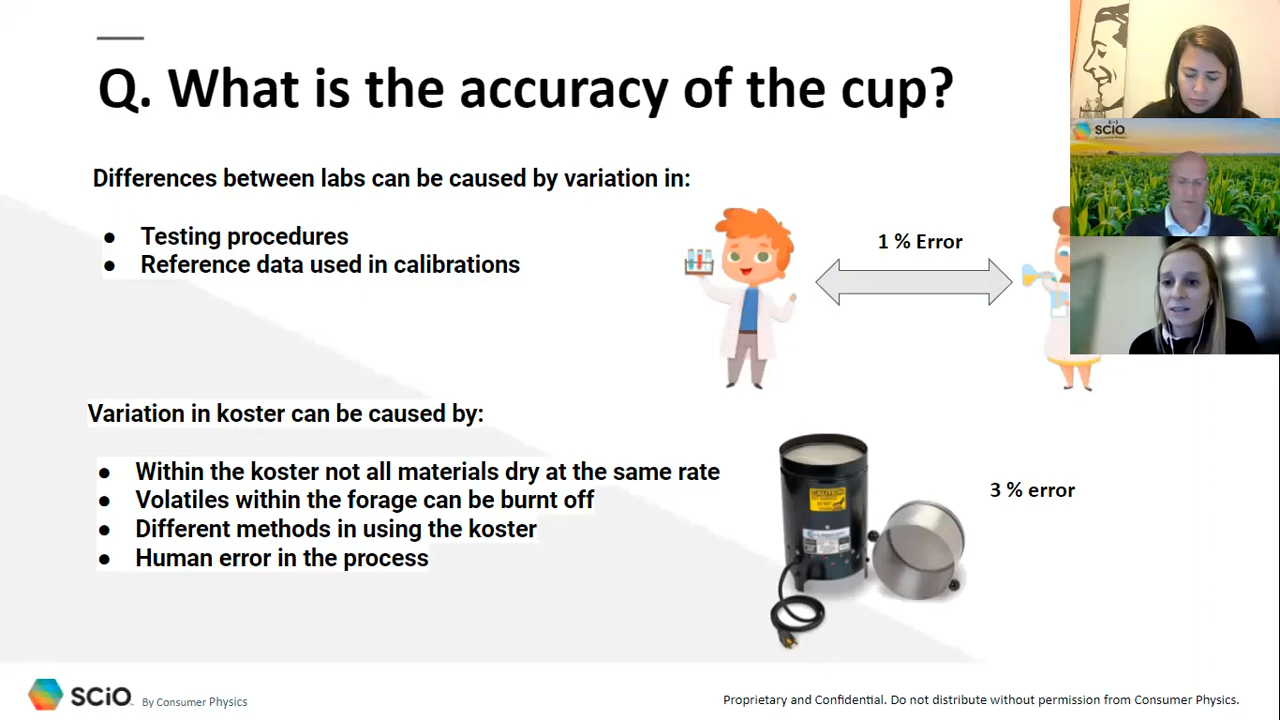 Q. What is the accuracy of the cup?
SCiO
By Consumer Physics
Differences between labs can be caused by variation in:
● Testing procedures
● Reference data used in calibrations
1 % Error
Variation in koster can be caused by:
● Within the koster not all materials dry at the same rate
● Volatiles within the forage can be burnt off
● Different methods in using the koster
● Human error in the process
CAUTION
3 % error
SCiO
By Consumer Physics
Proprietary and Confidential. Do not distribute without permission from Consumer Physics.